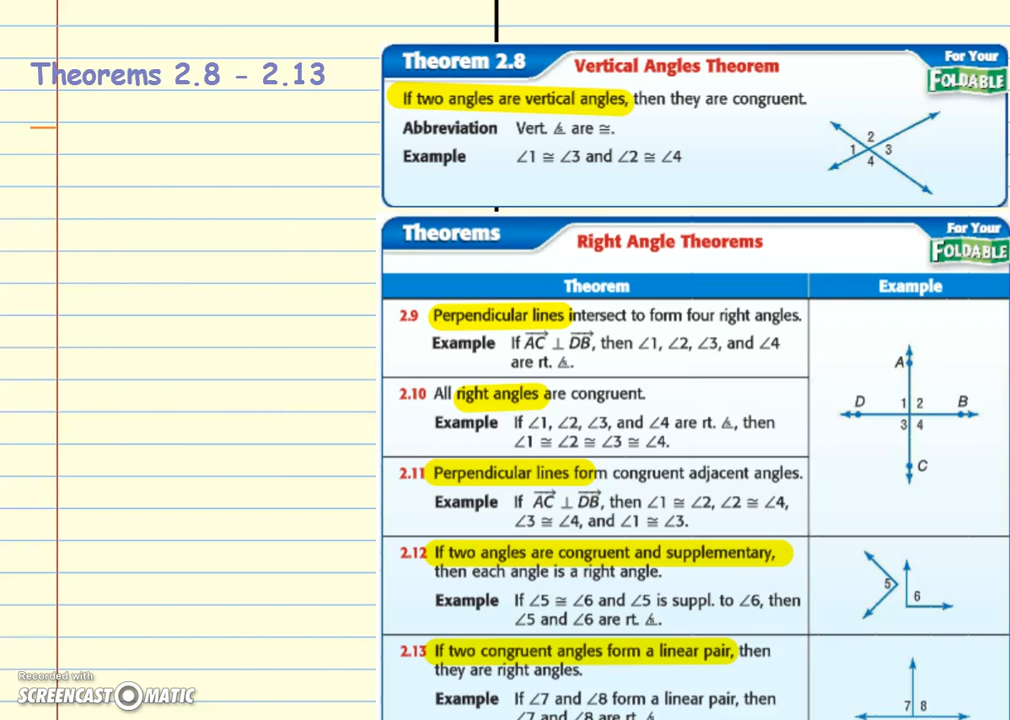 Theorems 2.8 - 2.13
Theorem 2.8
Vertical Angles Theorem
For Your
FOLDABLE
If two angles are vertical angles, then they are congruent.
Abbreviation Vert. ∡ are ≅.
Example ∠1 ≅ ∠3 and ∠2 ≅ ∠4
2
1 3
4
Theorems
Right Angle Theorems
For Your
FOLDABLE
Theorem
Example
2.9 Perpendicular lines intersect to form four right angles.
Example If AC ⊥ DB, then ∠1, ∠2, ∠3, and ∠4
are rt. ∡.
2.10 All right angles are congruent.
Example If ∠1, ∠2, ∠3, and ∠4 are rt. ∡, then
∠1 ≅ ∠2 ≅ ∠3 ≅ ∠4.
2.11 Perpendicular lines form congruent adjacent angles.
Example If AC ⊥ DB, then ∠1 ≅ ∠2, ∠2 ≅ ∠4,
∠3 ≅ ∠4, and ∠1 ≅ ∠3.
A
D 1 2 B
3 4
C
2.12 If two angles are congruent and supplementary,
then each angle is a right angle.
Example If ∠5 ≅ ∠6 and ∠5 is suppl. to ∠6, then
∠5 and ∠6 are rt. ∡.
5
6
2.13 If two congruent angles form a linear pair, then
they are right angles.
Example If ∠7 and ∠8 form a linear pair, then
∠7 and ∠8 are rt. ∡.
7 8
Recorded with
SCREENCAST-O-MATIC